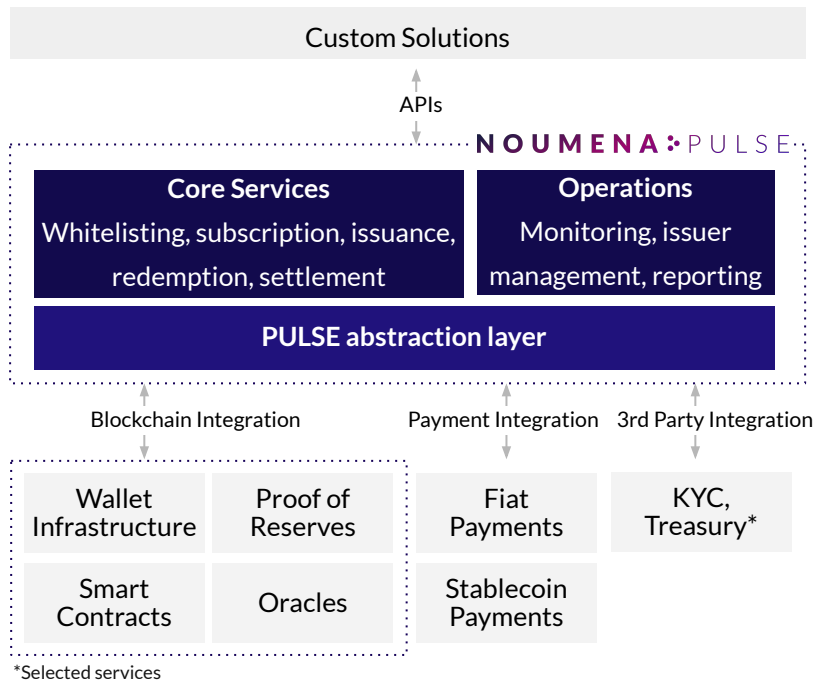 Custom Solutions
APIs
NOUMENA PULSE
Core Services
Whitelisting, subscription, issuance,
redemption, settlement
Operations
Monitoring, issuer
management, reporting
PULSE abstraction layer
Blockchain Integration
Payment Integration
3rd Party Integration
Wallet
Infrastructure
Proof of
Reserves
Fiat
Payments
KYC,
Treasury*
Smart
Contracts
Oracles
Stablecoin
Payments
*Selected services